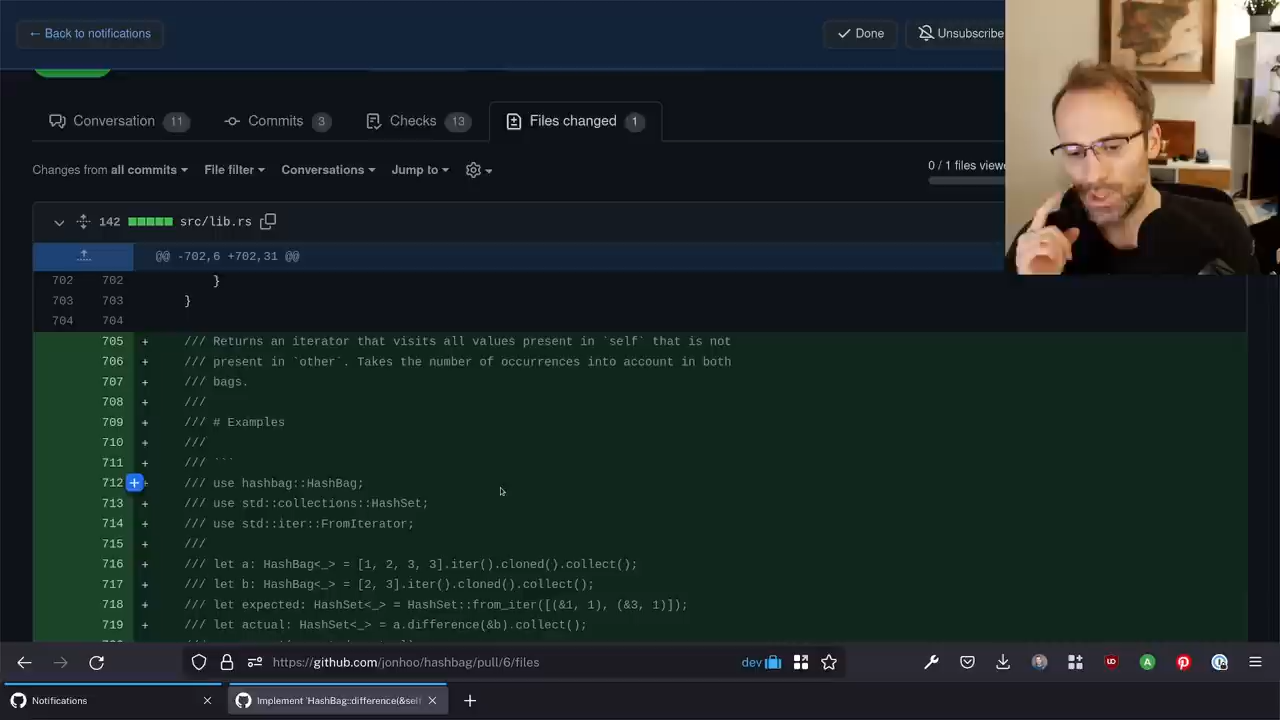 ← Back to notifications
Done
Unsubscribe
Conversation 11
Commits 3
Checks 13
Files changed 1
Changes from all commits
File filter
Conversations
Jump to
0 / 1 files viewe
142 src/lib.rs
@@ -702,6 +702,31 @@
702 702 }
703 703 }
704 704
705 + /// Returns an iterator that visits all values present in `self` that is not
706 + /// present in `other`. Takes the number of occurrences into account in both
707 + /// bags.
708 + ///
709 + /// # Examples
710 + ///
711 + /// ```
712 + /// use hashbag::HashBag;
713 + /// use std::collections::HashSet;
714 + /// use std::iter::FromIterator;
715 + ///
716 + /// let a: HashBag<_> = [1, 2, 3, 3].iter().cloned().collect();
717 + /// let b: HashBag<_> = [2, 3].iter().cloned().collect();
718 + /// let expected: HashSet<_> = HashSet::from_iter([(&1, 1), (&3, 1)]);
719 + /// let actual: HashSet<_> = a.difference(&b).collect();
https://github.com/jonhoo/hashbag/pull/6/files
dev
Notifications
Implement 'HashBag::difference(&sel